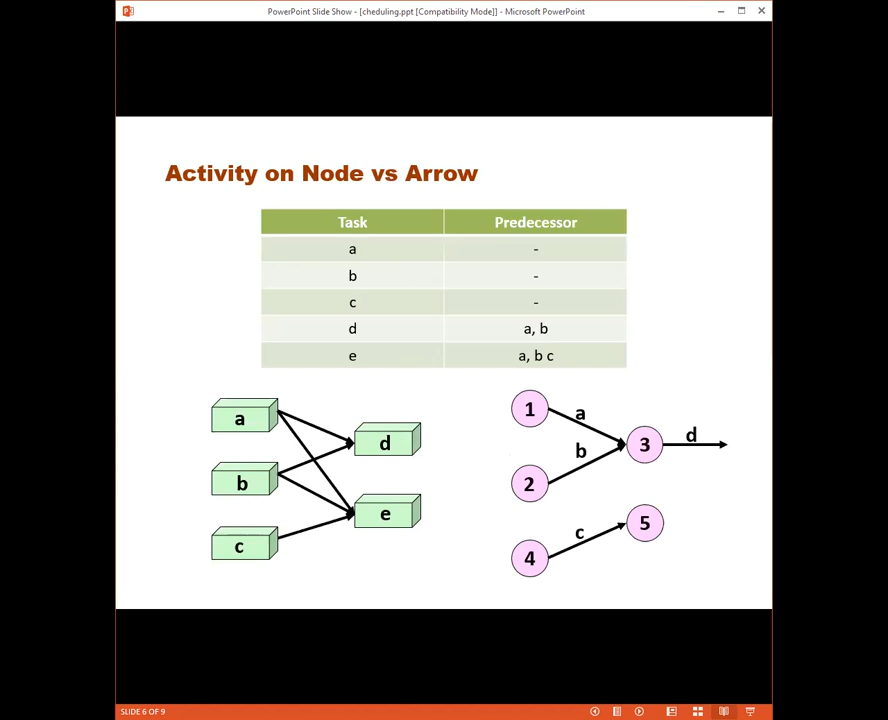 PowerPoint Slide Show - [cheduling.ppt [Compatibility Mode]] - Microsoft PowerPoint
Activity on Node vs Arrow
Task Predecessor
a -
b -
c -
d a, b
e a, b c
a
b
c
d
e
1
2
3
4
5
a
b
c
d
SLIDE 6 OF 9